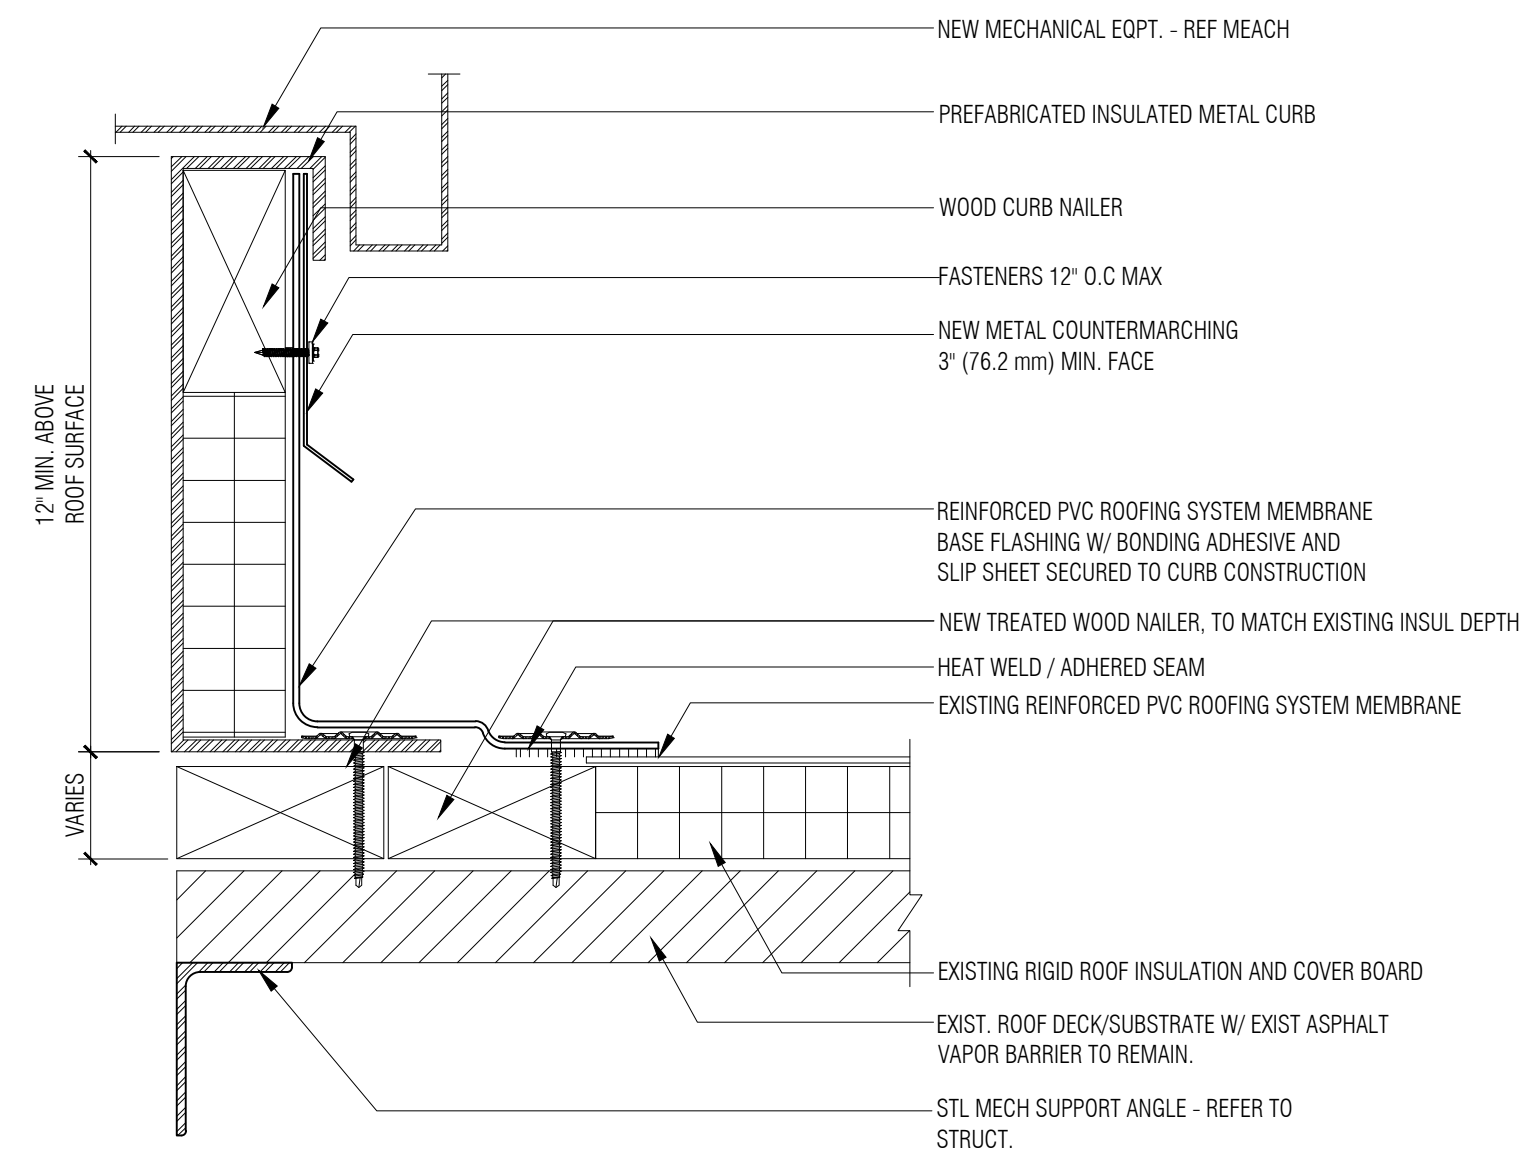 NEW MECHANICAL EQPT. - REF MEACH
PREFABRICATED INSULATED METAL CURB
WOOD CURB NAILER
FASTENERS 12" O.C MAX
NEW METAL COUNTERMARCHING
3" (76.2 mm) MIN. FACE
12" MIN. ABOVE
ROOF SURFACE
REINFORCED PVC ROOFING SYSTEM MEMBRANE
BASE FLASHING W/ BONDING ADHESIVE AND
SLIP SHEET SECURED TO CURB CONSTRUCTION
NEW TREATED WOOD NAILER, TO MATCH EXISTING INSUL DEPTH
HEAT WELD / ADHERED SEAM
EXISTING REINFORCED PVC ROOFING SYSTEM MEMBRANE
VARIES
EXISTING RIGID ROOF INSULATION AND COVER BOARD
EXIST. ROOF DECK/SUBSTRATE W/ EXIST ASPHALT
VAPOR BARRIER TO REMAIN.
STL MECH SUPPORT ANGLE - REFER TO
STRUCT.